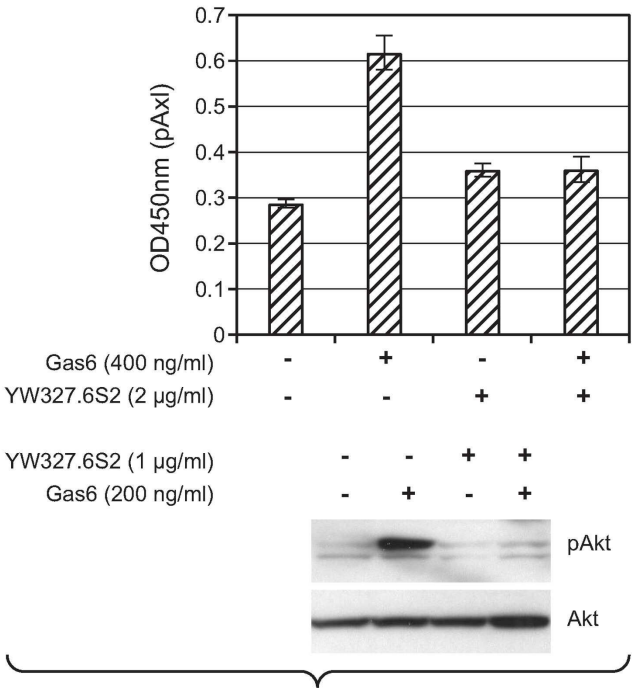 OD450nm (pAxl)
0.7
0.6
0.5
0.4
0.3
0.2
0.1
0
Gas6 (400 ng/ml) - + - +
YW327.6S2 (2 µg/ml) - - + +
YW327.6S2 (1 µg/ml) - - + +
Gas6 (200 ng/ml) - + - +
pAkt
Akt